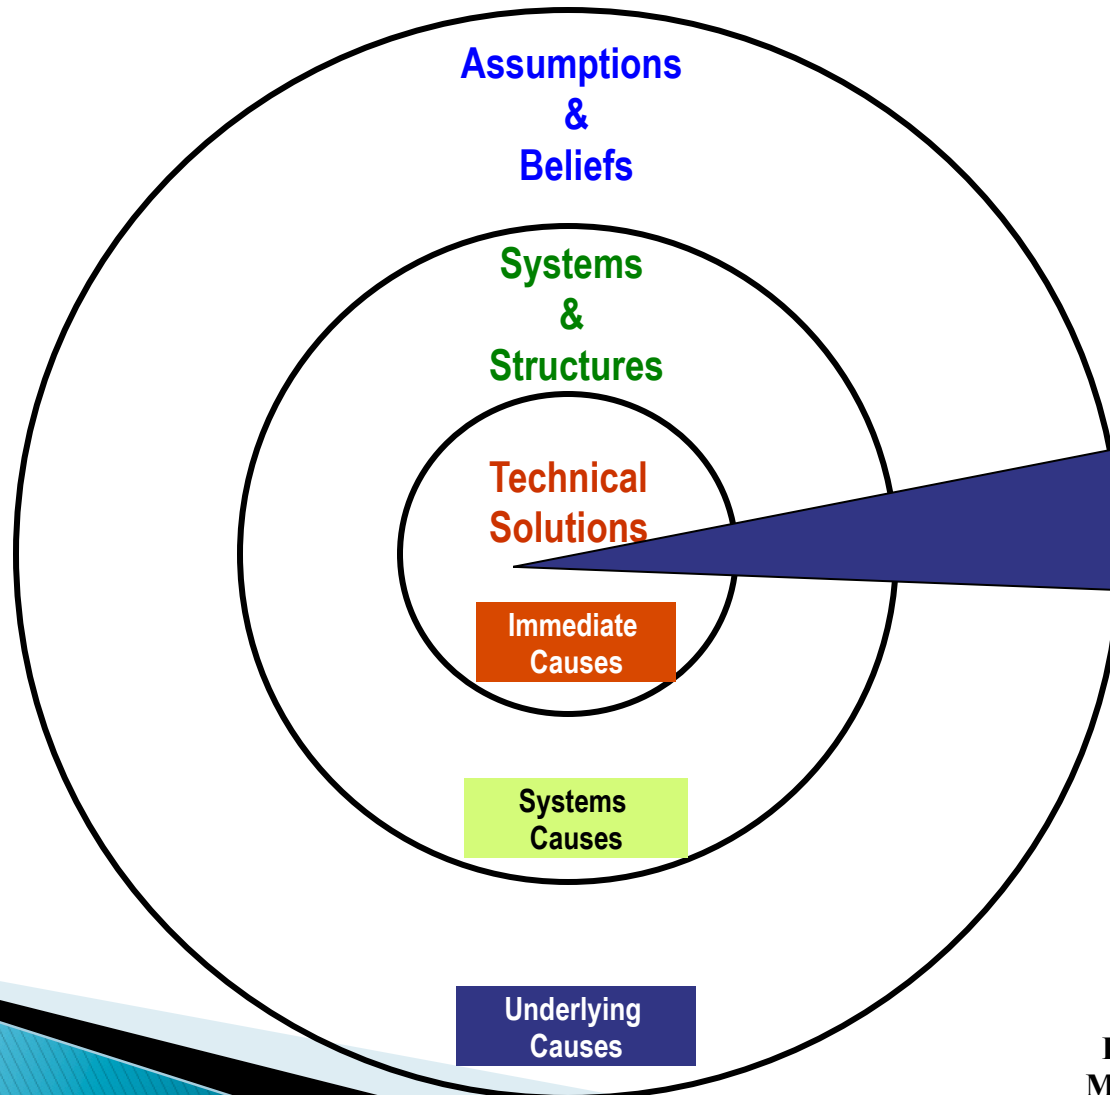 Assumptions
&
Beliefs
Systems
&
Structures
Technical
Solutions
Immediate
Causes
Systems
Causes
Underlying
Causes